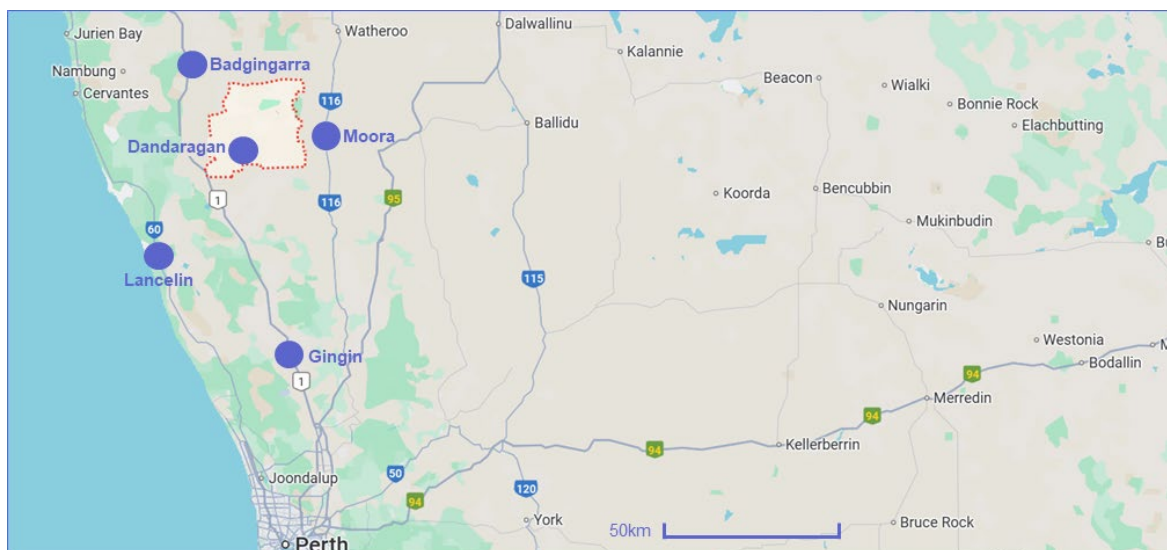 Jurien Bay
Watheroo
Dalwallinu
Kalannie
Badgingarra
Nambung
Cervantes
Beacon
Wialki
Bonnie Rock
Elachbutting
116
Ballidu
Moora
Dandaragan
1
116
95
Koorda
Bencubbin
Mukinbudin
60
Bu
Lancelin
115
Nungarin
Gingin
Westonia
M
Bodallin
1
94
Merredin
94
Kellerberrin
94
Joondalup
50
94
120
York
50km
Bruce Rock
Perth